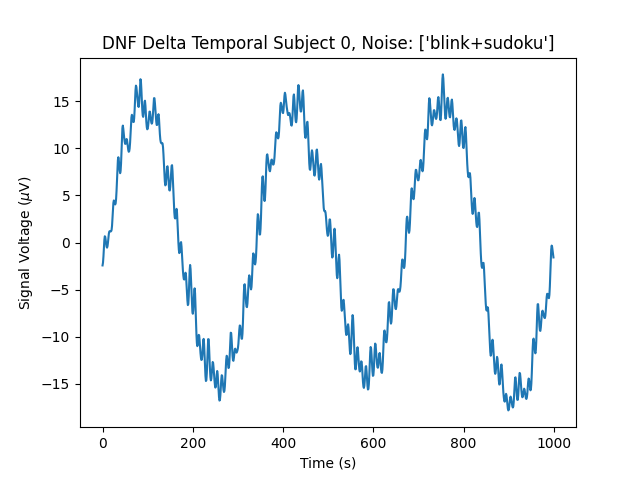 DNF Delta Temporal Subject 0, Noise: ['blink+sudoku']
Signal Voltage (μV)
15
10
5
0
−5
−10
−15
0 200 400 600 800 1000
Time (s)